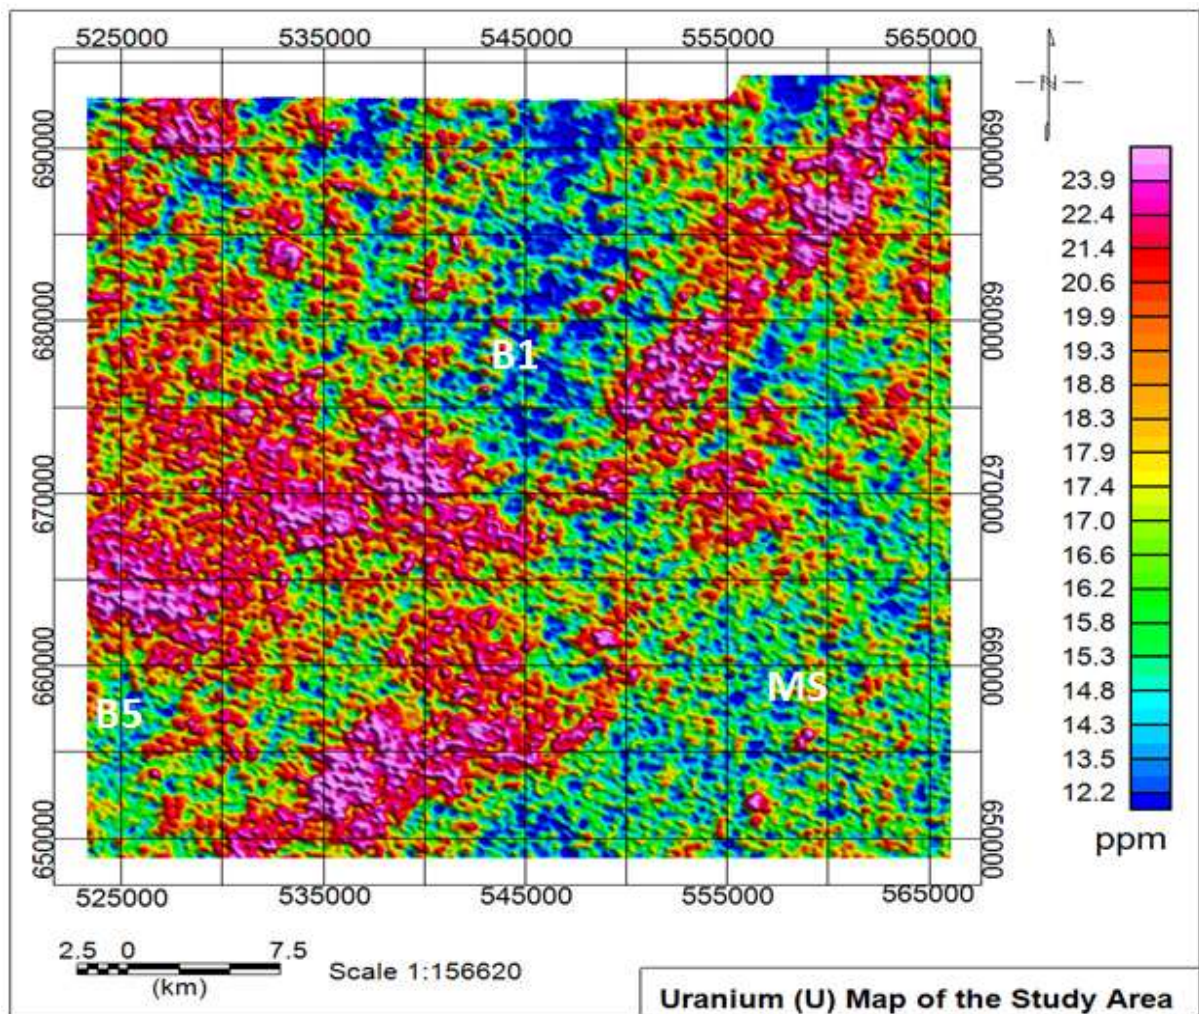 525000 535000 545000 555000 565000
N
690000
680000
670000
660000
650000
690000
680000
670000
660000
650000
B1
B5
MS
23.9
22.4
21.4
20.6
19.9
19.3
18.8
18.3
17.9
17.4
17.0
16.6
16.2
15.8
15.3
14.8
14.3
13.5
12.2
ppm
525000 535000 545000 555000 565000
2.5 0 7.5
(km)
Scale 1:156620
Uranium (U) Map of the Study Area